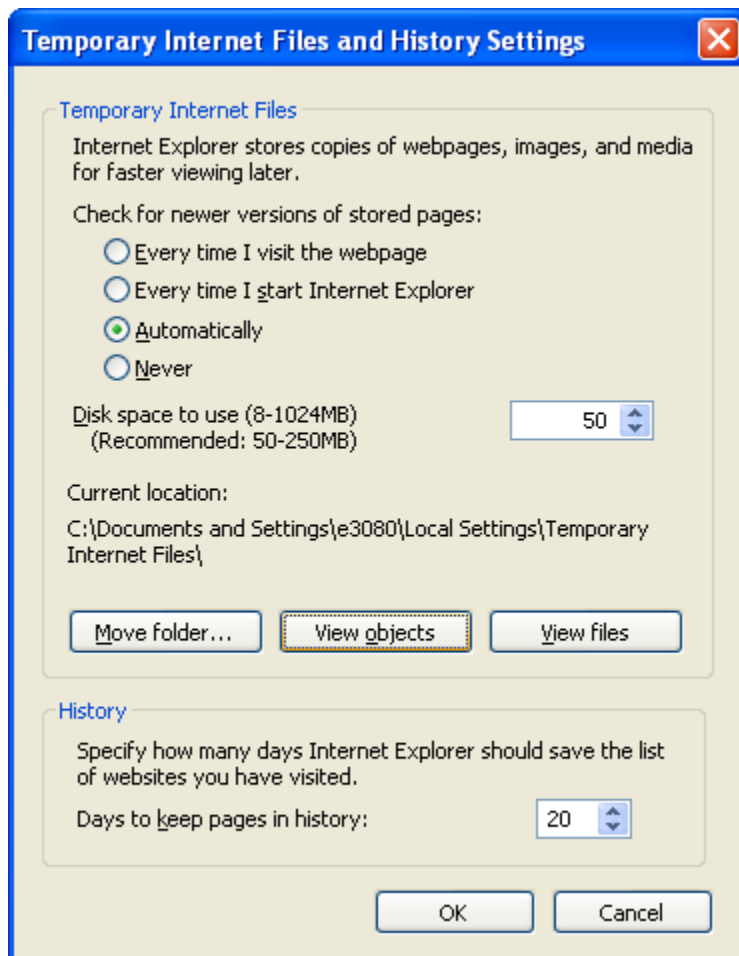 Temporary Internet Files and History Settings
Temporary Internet Files
Internet Explorer stores copies of webpages, images, and media
for faster viewing later.
Check for newer versions of stored pages:
Every time I visit the webpage
Every time I start Internet Explorer
Automatically
Never
Disk space to use (8-1024MB)
(Recommended: 50-250MB)
50
Current location:
C:\Documents and Settings\e3080\Local Settings\Temporary
Internet Files\
Move folder... View objects View files
History
Specify how many days Internet Explorer should save the list
of websites you have visited.
Days to keep pages in history: 20
OK Cancel